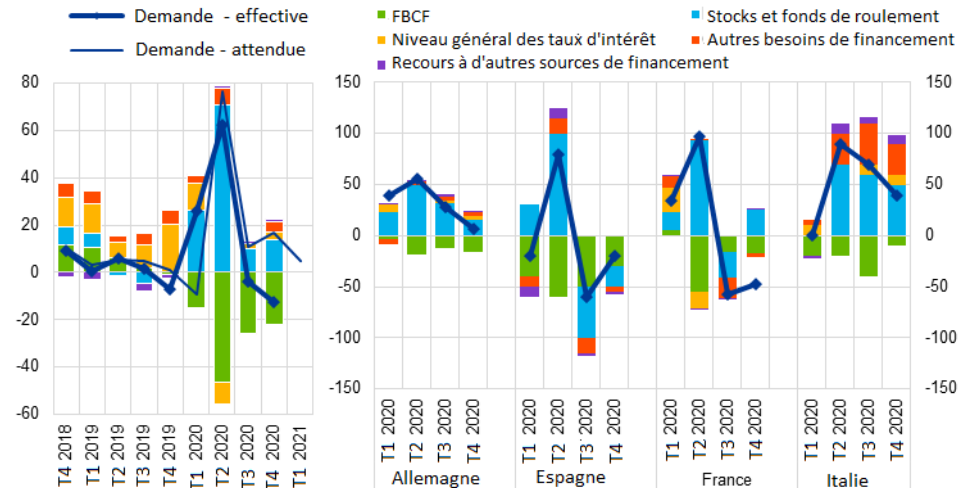 Demande - effective
Demande - attendue
FBCF
Stocks et fonds de roulement
Niveau général des taux d'intérêt
Autres besoins de financement
Recours à d'autres sources de financement
80
60
40
20
0
-20
-40
-60
T4 2018
T1 2019
T2 2019
T3 2019
T4 2019
T1 2020
T2 2020
T3 2020
T4 2020
T1 2021
150
100
50
0
-50
-100
-150
T1 2020
T2 2020
T3 2020
T4 2020
Allemagne
T1 2020
T2 2020
T3 2020
T4 2020
Espagne
T1 2020
T2 2020
T3 2020
T4 2020
France
T1 2020
T2 2020
T3 2020
T4 2020
Italie
150
100
50
0
-50
-100
-150